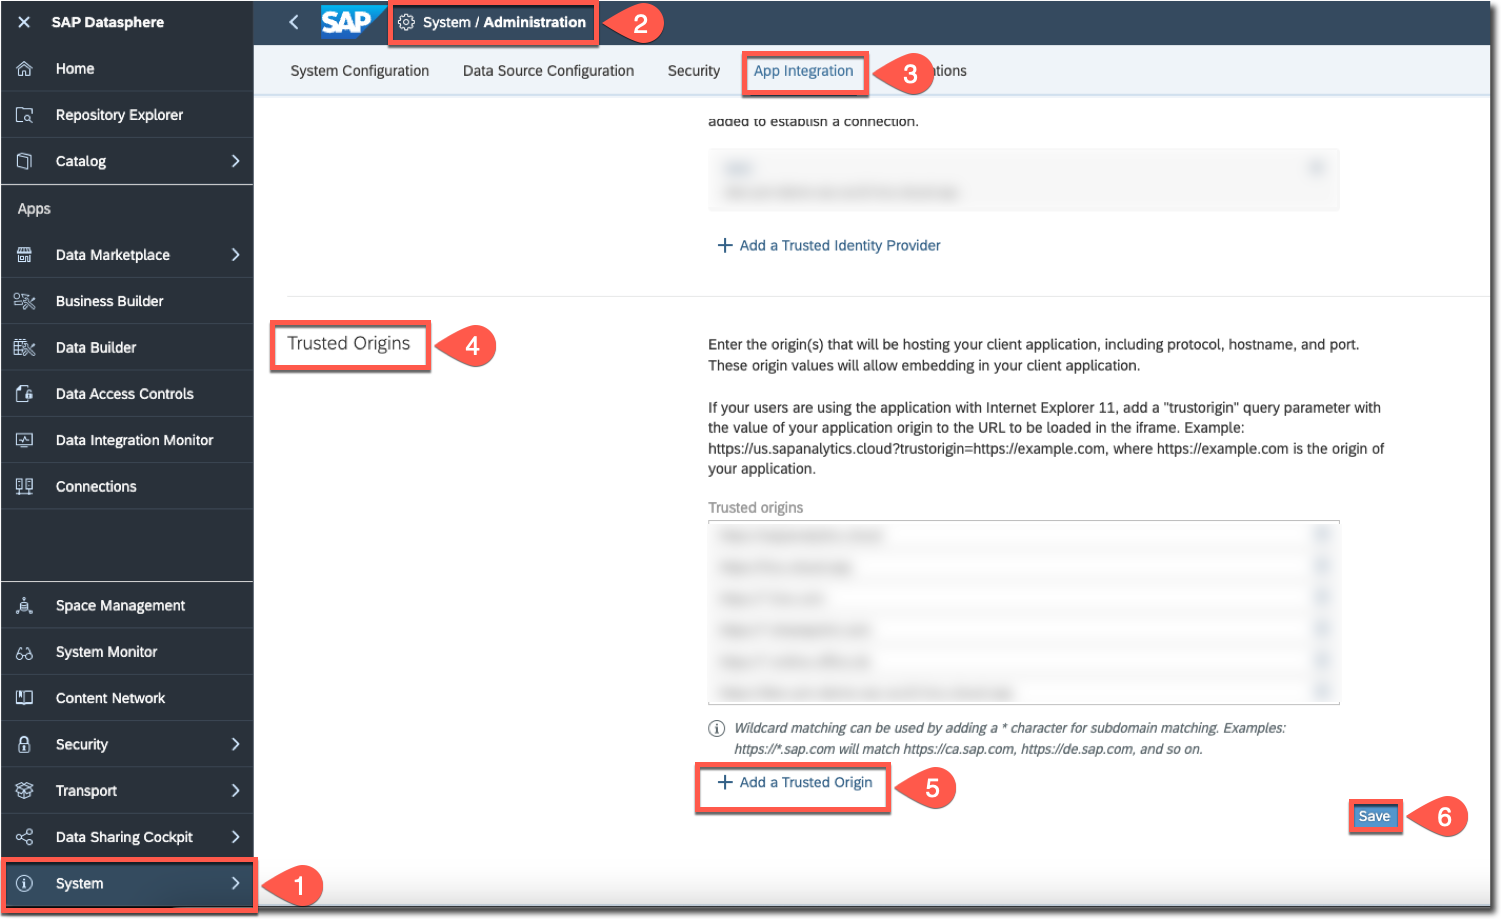 SAP Datasphere
Home
Repository Explorer
Catalog
Apps
Data Marketplace
Business Builder
Data Builder
Data Access Controls
Data Integration Monitor
Connections
Space Management
System Monitor
Content Network
Security
Transport
Data Sharing Cockpit
System
1
SAP
System / Administration
2
System Configuration
Data Source Configuration
Security
App Integration
3
ations
added to establish a connection.
+ Add a Trusted Identity Provider
Trusted Origins
4
Enter the origin(s) that will be hosting your client application, including protocol, hostname, and port.
These origin values will allow embedding in your client application.
If your users are using the application with Internet Explorer 11, add a "trustorigin" query parameter with
the value of your application origin to the URL to be loaded in the iframe. Example:
https://us.sapanalytics.cloud?trustorigin=https://example.com, where https://example.com is the origin of
your application.
Trusted origins
Wildcard matching can be used by adding a * character for subdomain matching. Examples:
https://*.sap.com will match https://ca.sap.com, https://de.sap.com, and so on.
+ Add a Trusted Origin
5
Save
6